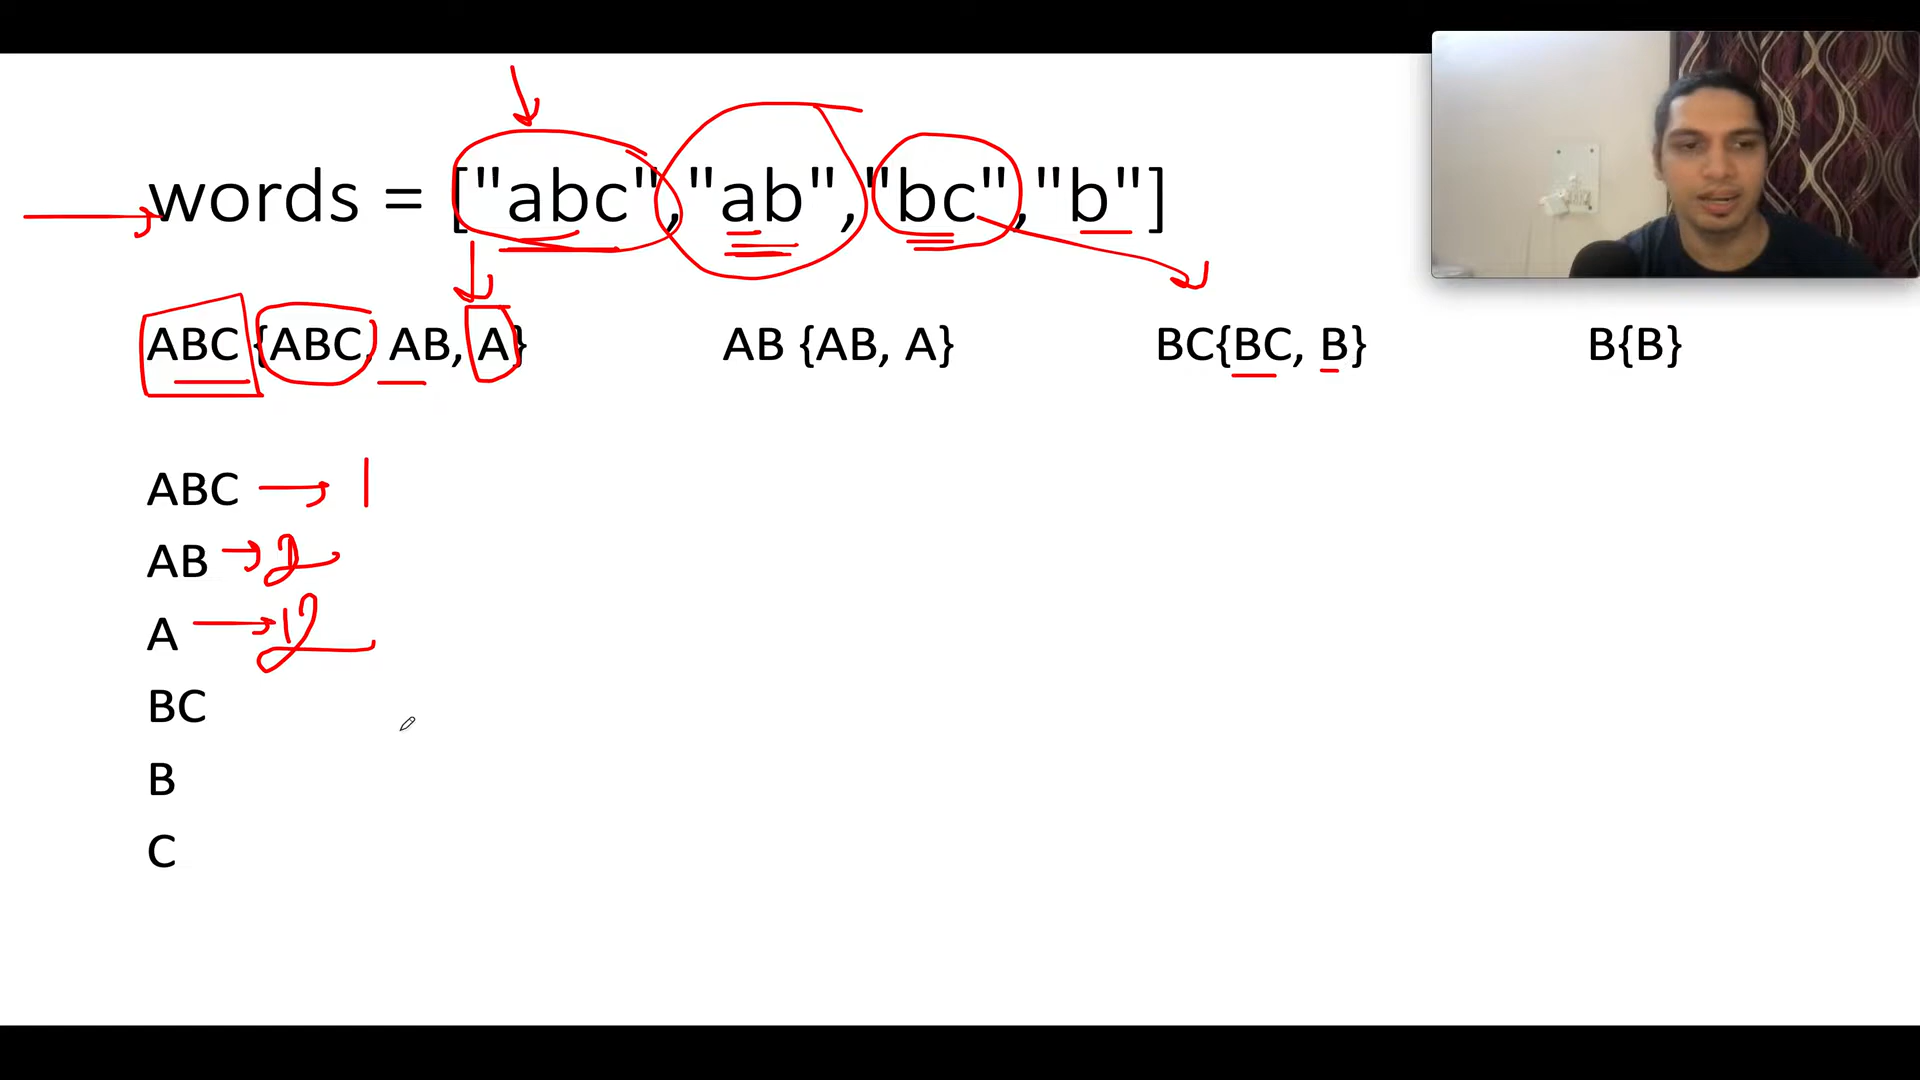 words = ["abc","ab","bc","b"]
ABC {ABC, AB, A} AB {AB, A} BC{BC, B} B{B}
ABC → 1
AB → 2
A → 2
BC
B
C